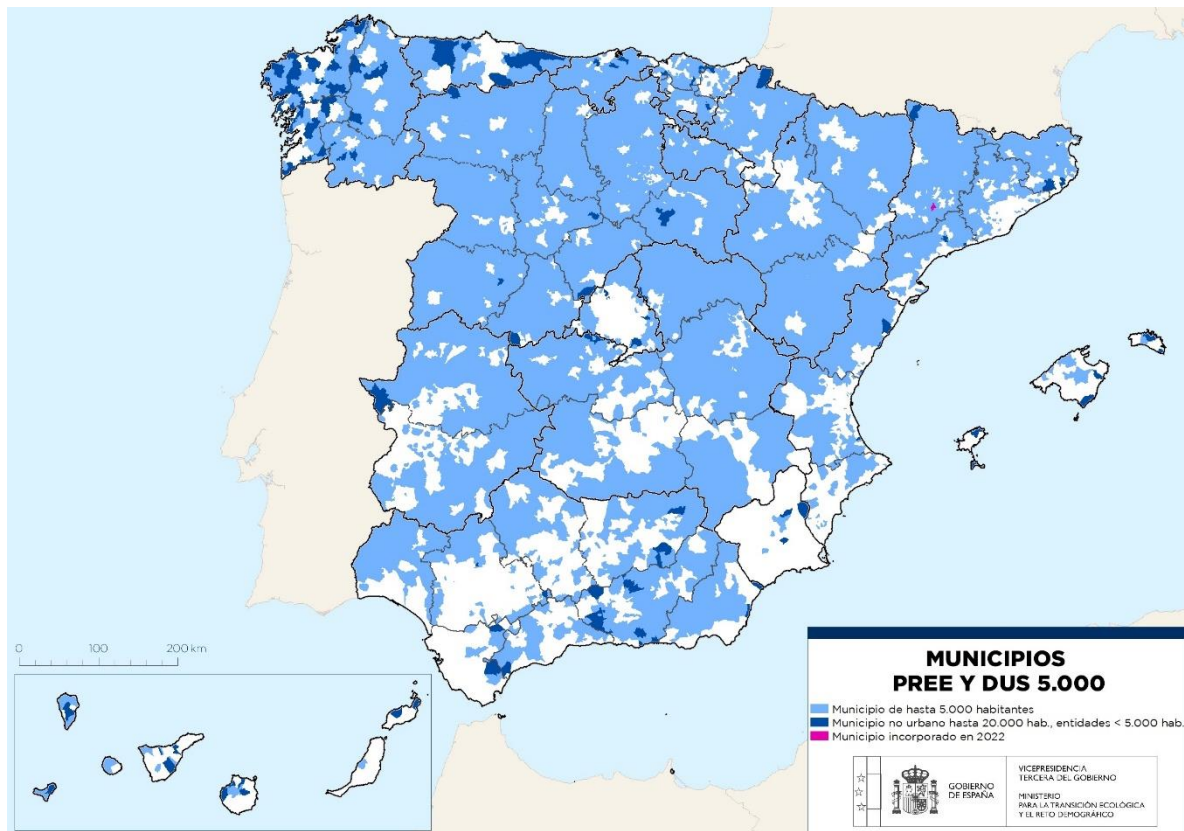 0 100 200 km
MUNICIPIOS
PREE Y DUS 5.000
Municipio de hasta 5.000 habitantes
Municipio no urbano hasta 20.000 hab., entidades < 5.000 hab.
Municipio incorporado en 2022
GOBIERNO
DE ESPAÑA
VICEPRESIDENCIA
TERCERA DEL GOBIERNO
MINISTERIO
PARA LA TRANSICIÓN ECOLÓGICA
Y EL RETO DEMOGRÁFICO